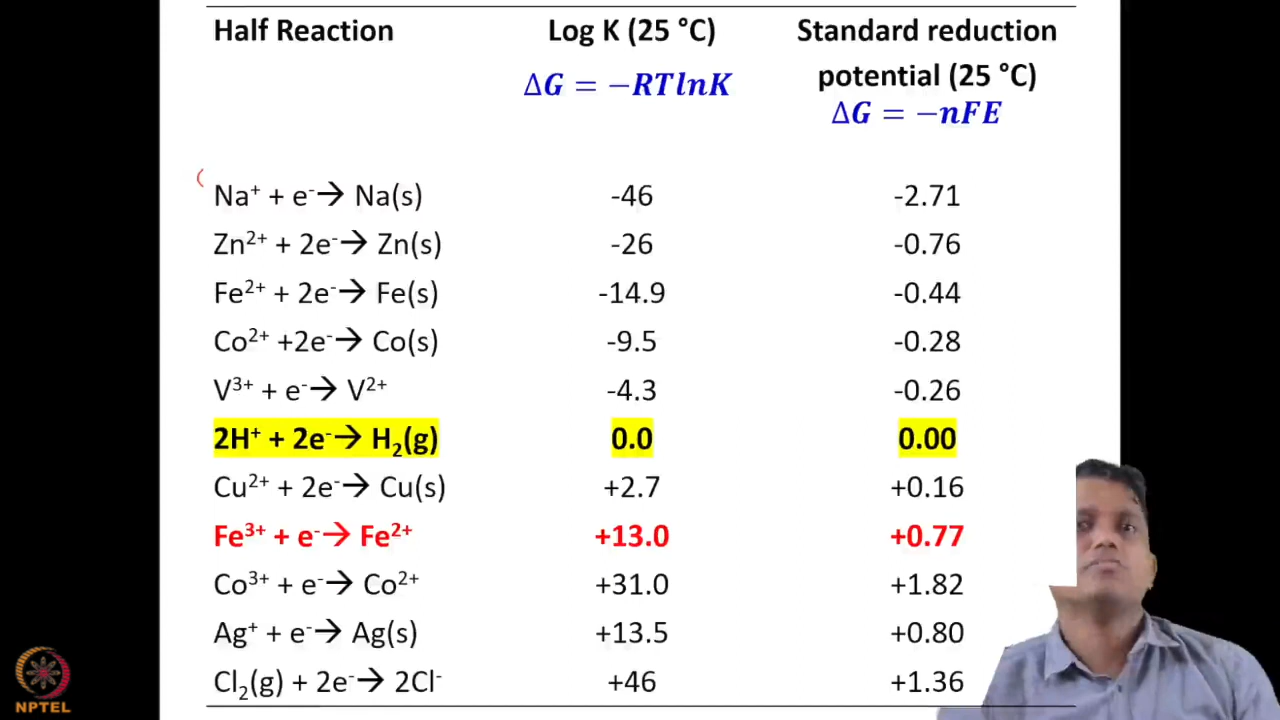 Half Reaction Log K (25 °C) Standard reduction
potential (25 °C)
ΔG = −RTlnK ΔG = −nFE
Na⁺ + e⁻→ Na(s) -46 -2.71
Zn²⁺ + 2e⁻→ Zn(s) -26 -0.76
Fe²⁺ + 2e⁻→ Fe(s) -14.9 -0.44
Co²⁺ +2e⁻→ Co(s) -9.5 -0.28
V³⁺ + e⁻→ V²⁺ -4.3 -0.26
2H⁺ + 2e⁻→ H₂(g) 0.0 0.00
Cu²⁺ + 2e⁻→ Cu(s) +2.7 +0.16
Fe³⁺ + e⁻→ Fe²⁺ +13.0 +0.77
Co³⁺ + e⁻→ Co²⁺ +31.0 +1.82
Ag⁺ + e⁻→ Ag(s) +13.5 +0.80
Cl₂(g) + 2e⁻→ 2Cl⁻ +46 +1.36
NPTEL